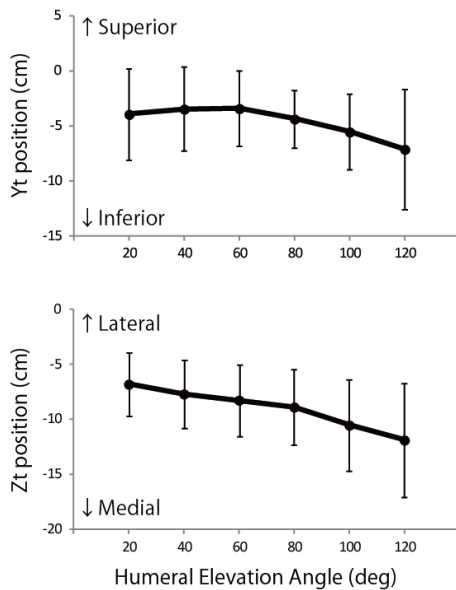 5
↑ Superior
0
-5
-10
↓ Inferior
-15
Yt position (cm)
20 40 60 80 100 120
0
↑ Lateral
-5
-10
-15
↓ Medial
-20
Zt position (cm)
20 40 60 80 100 120
Humeral Elevation Angle (deg)